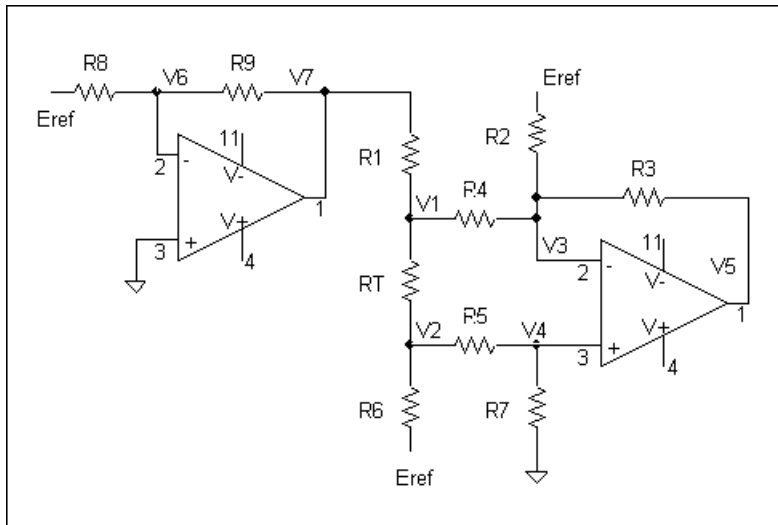 R8
V6
R9
V7
Eref
Eref
11
2
-
V-
R1
R2
R3
V1
R4
1
V+
3
+
4
V3
11
V5
2
-
V-
RT
V2
R5
V4
1
V+
3
+
4
R6
R7
Eref